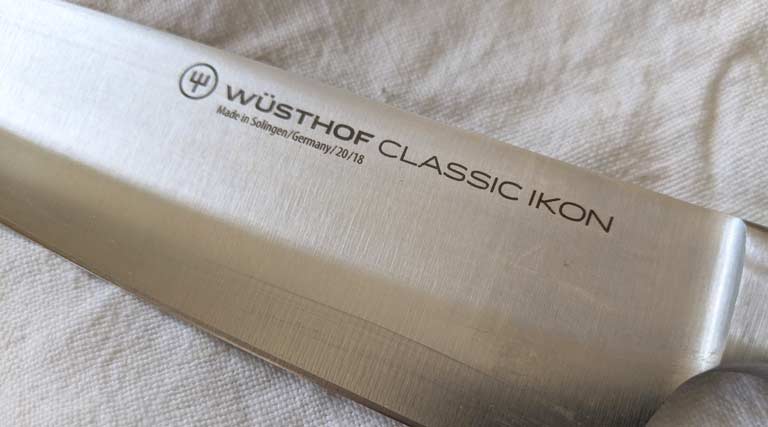 WÜSTHOF CLASSIC IKON
Made in Solingen/Germany/20/18